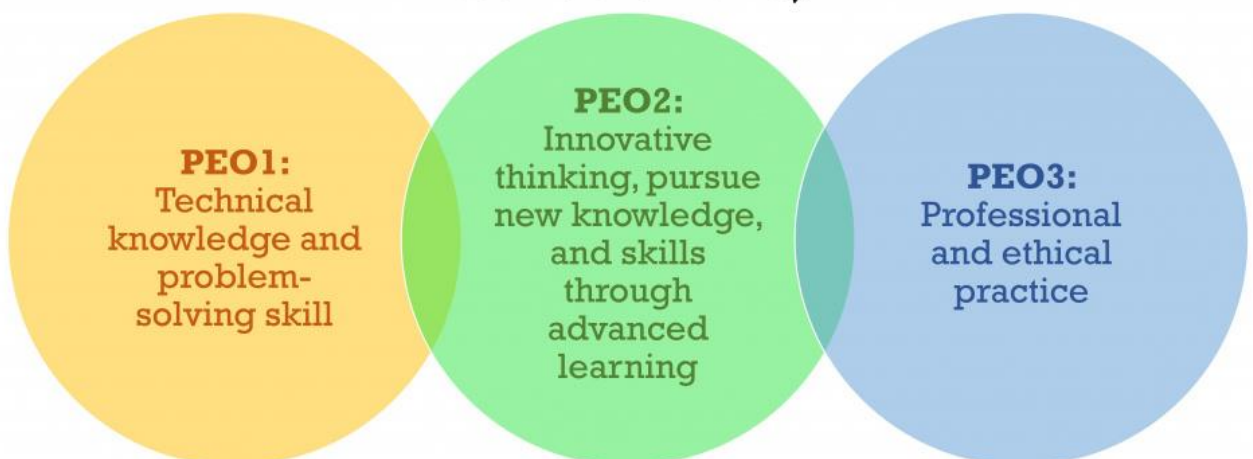 PEO1:
Technical
knowledge and
problem-
solving skill
PEO2:
Innovative
thinking, pursue
new knowledge,
and skills
through
advanced
learning
PEO3:
Professional
and ethical
practice